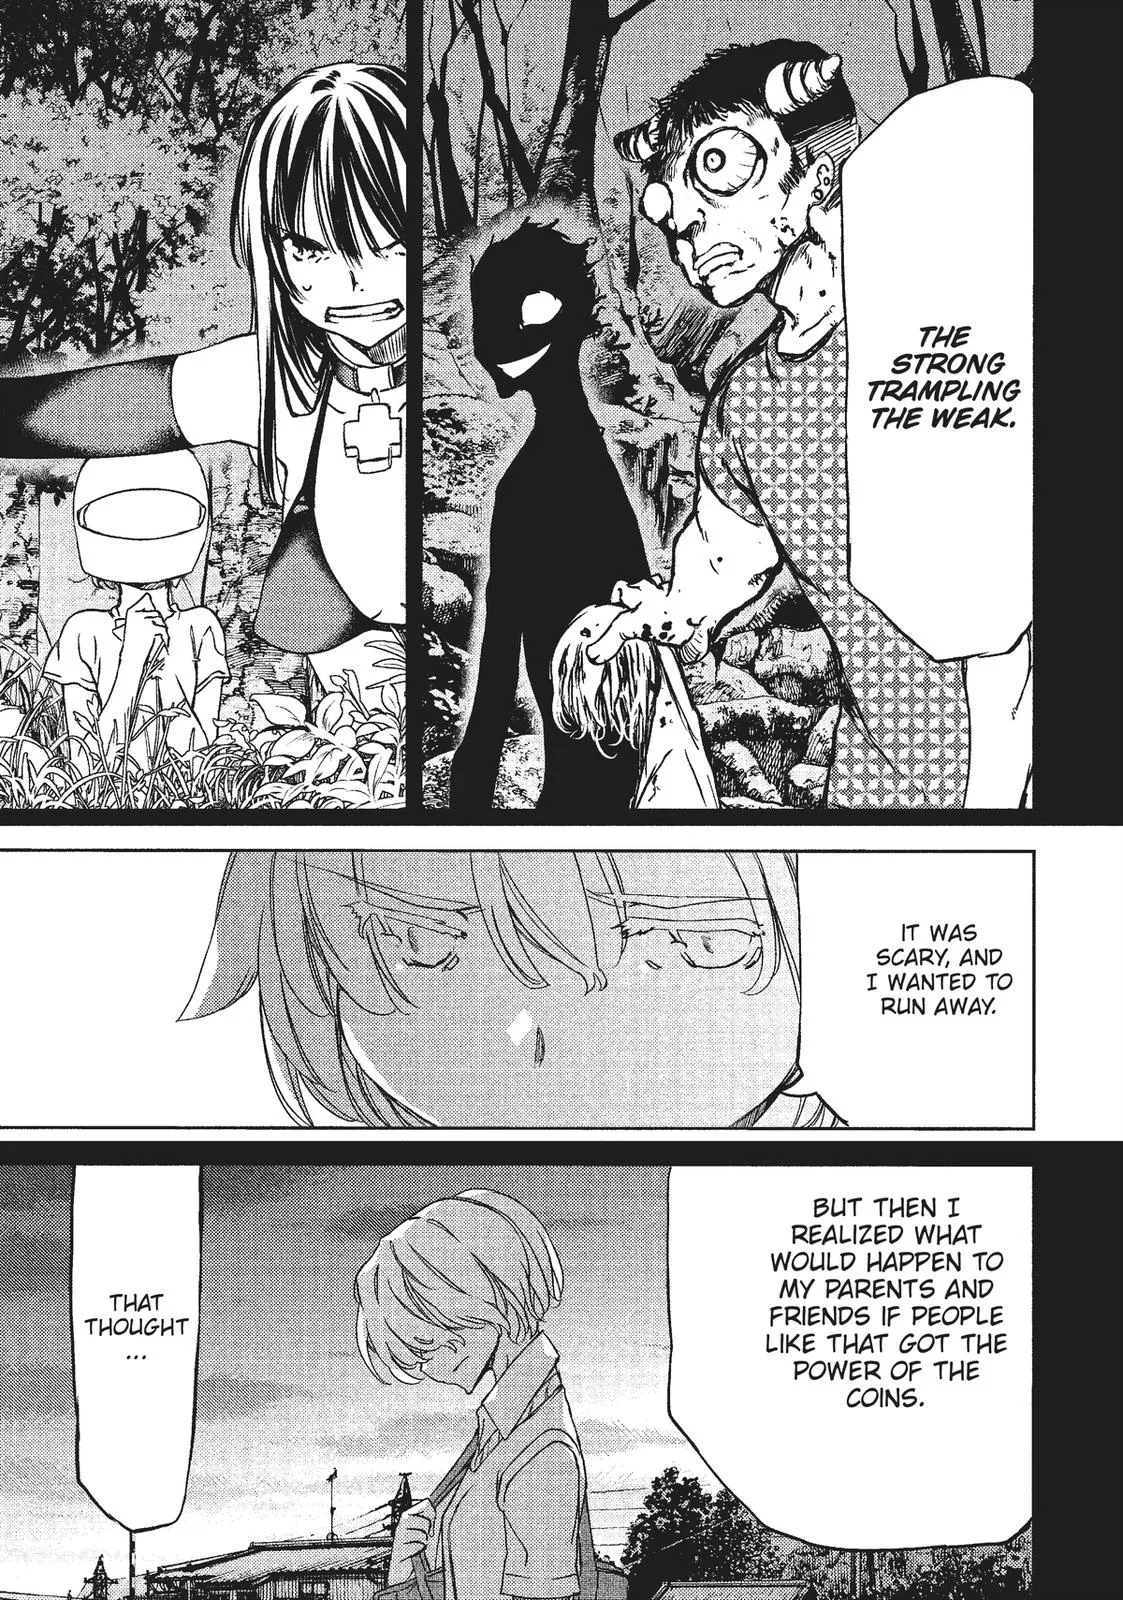 THE
STRONG
TRAMPLING
THE WEAK.
IT WAS
SCARY, AND
I WANTED TO
RUN AWAY.
BUT THEN I
REALIZED WHAT
WOULD HAPPEN TO
MY PARENTS AND
FRIENDS IF PEOPLE
LIKE THAT GOT THE
POWER OF THE
COINS.
THAT
THOUGHT
...